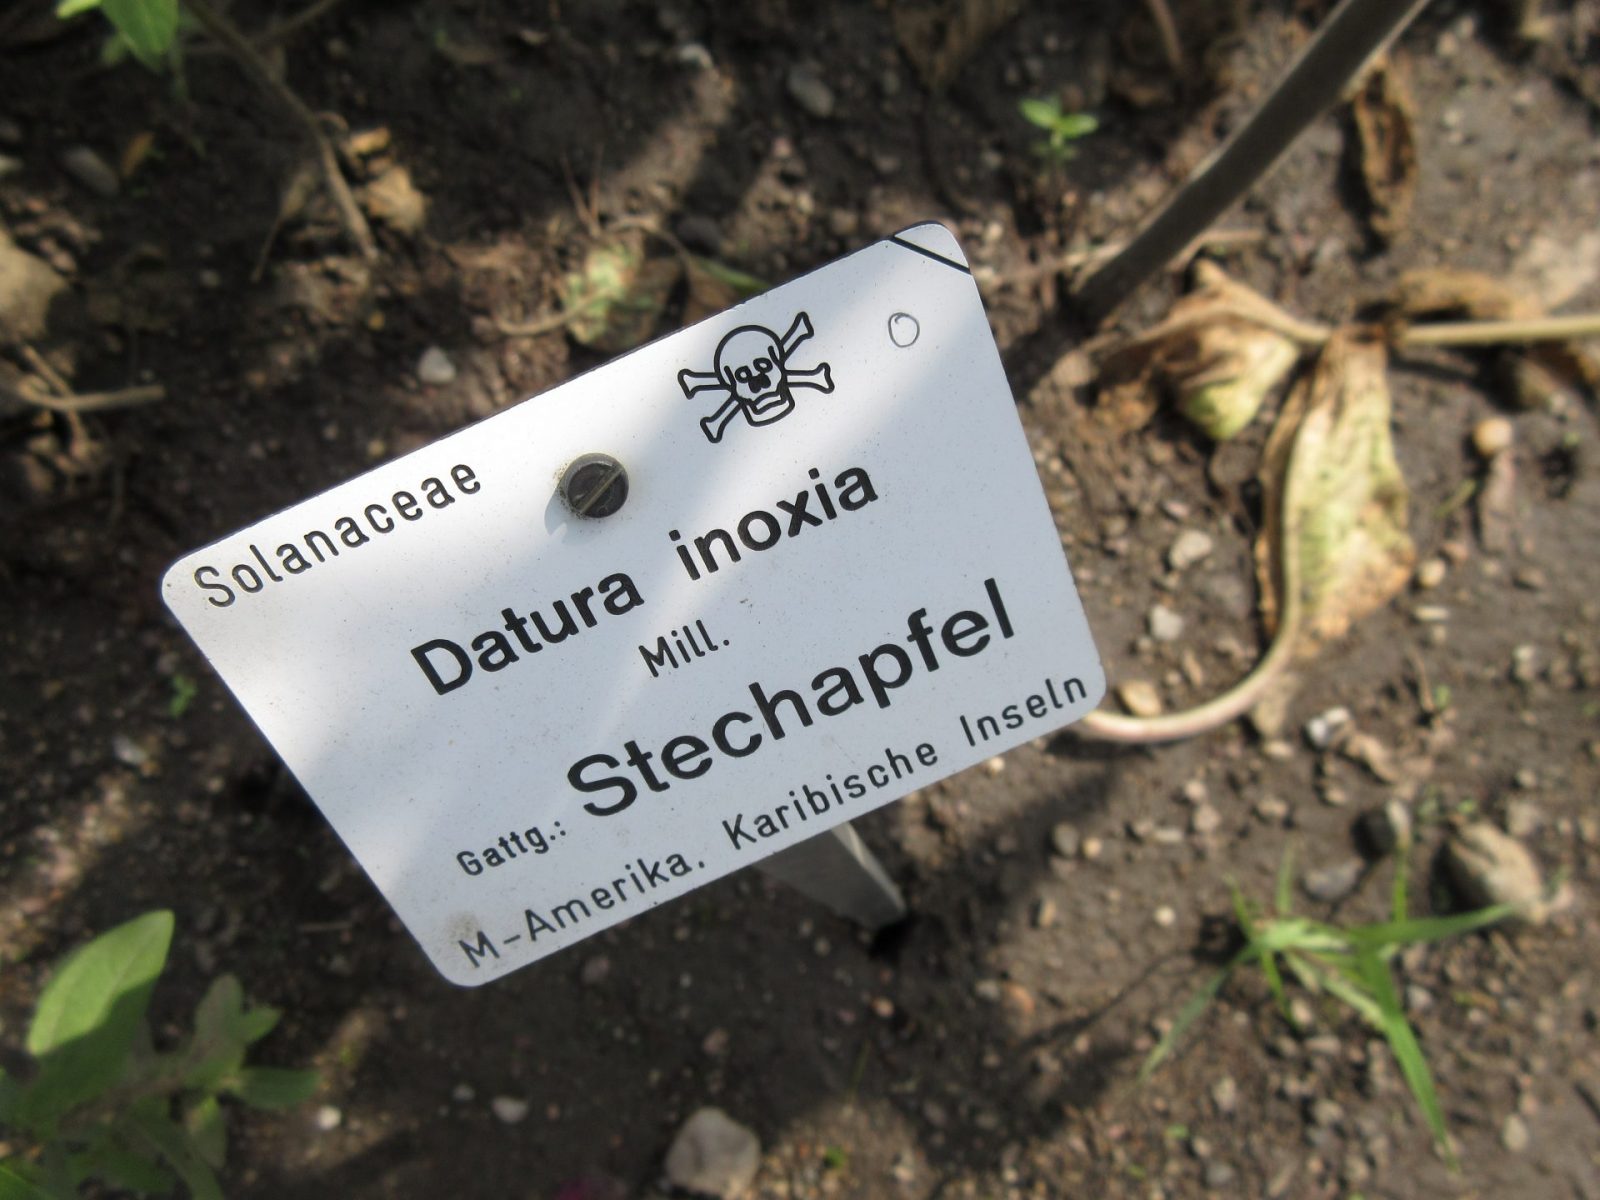 Solanaceae
Datura inoxia
Mill.
Gattg.: Stechapfel
M-Amerika. Karibische Inseln